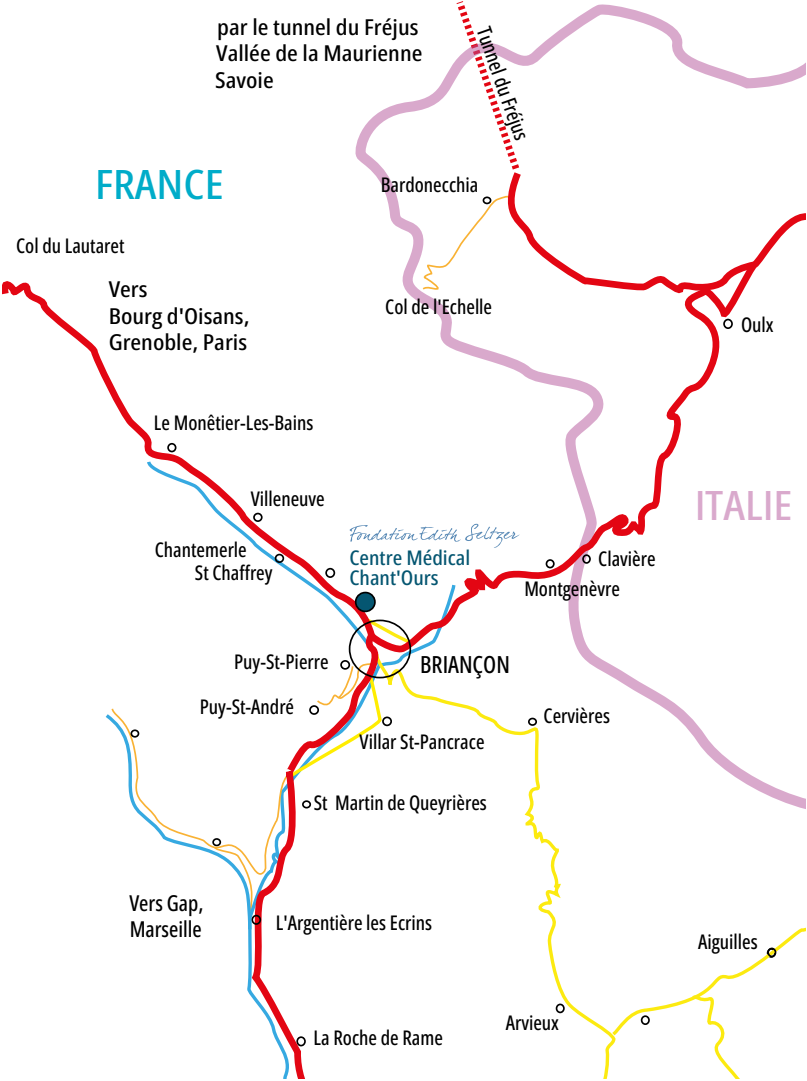 par le tunnel du Fréjus
Vallée de la Maurienne
Savoie
Tunnel du Fréjus
FRANCE
Bardonecchia
Col du Lautaret
Vers
Bourg d'Oisans,
Grenoble, Paris
Col de l'Echelle
Oulx
Le Monêtier-Les-Bains
Villeneuve
ITALIE
Fondation Edith Seltzer
Centre Médical
Chant'Ours
Chantemerle
St Chaffrey
Clavière
Montgenèvre
Puy-St-Pierre
BRIANÇON
Puy-St-André
Cervières
Villar St-Pancrace
St Martin de Queyrières
Vers Gap,
Marseille
L'Argentière les Ecrins
Aiguilles
Arvieux
La Roche de Rame